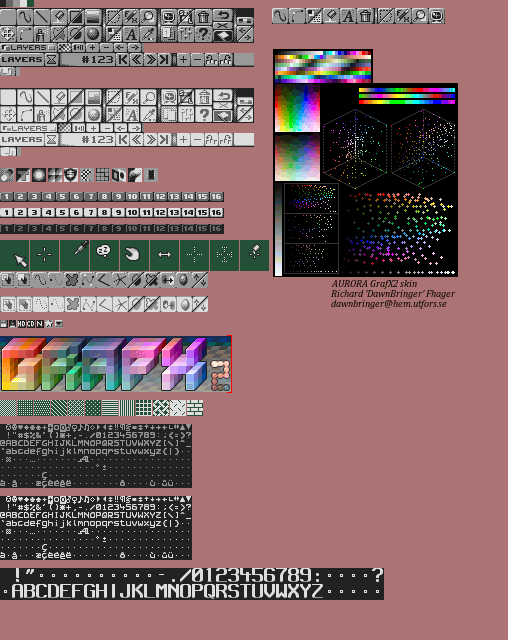 LAYERS
LAYERS #123
LAYERS
LAYERS #123
1 2 3 4 5 6 7 8 9 10 11 12 13 14 15 16
1 2 3 4 5 6 7 8 9 10 11 12 13 14 15 16
1 2 3 4 5 6 7 8 9 10 11 12 13 14 15 16
AURORA GrafX2 skin
Richard 'DawnBringer' Fhager
dawnbringer@hem.utfors.se
GRAFX2
!"#$%&'()*+,-./0123456789:;<=>?
@ABCDEFGHIJKLMNOPQRSTUVWXYZ[\]^_
`abcdefghijklmnopqrstuvwxyz{|}
!"#$%&'()*+,-./0123456789:;<=>?
@ABCDEFGHIJKLMNOPQRSTUVWXYZ[\]^_
`abcdefghijklmnopqrstuvwxyz{|}
!" - ./0123456789: ?
ABCDEFGHIJKLMNOPQRSTUVWXYZ